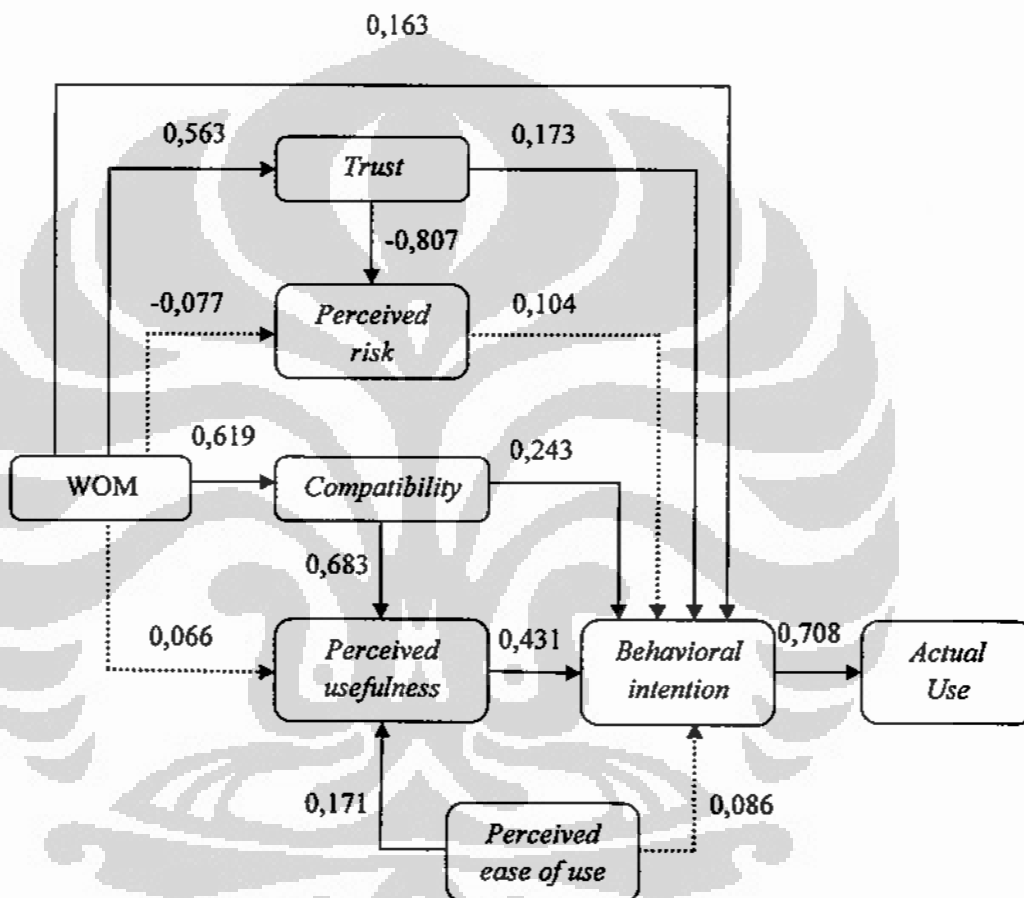 0,163
0,563
Trust
0,173
-0,807
-0,077
Perceived
risk
0,104
0,619
WOM
Compatibility
0,243
0,683
0,066
Perceived
usefulness
0,431
Behavioral
intention
0,708
Actual
Use
0,171
Perceived
ease of use
0,086